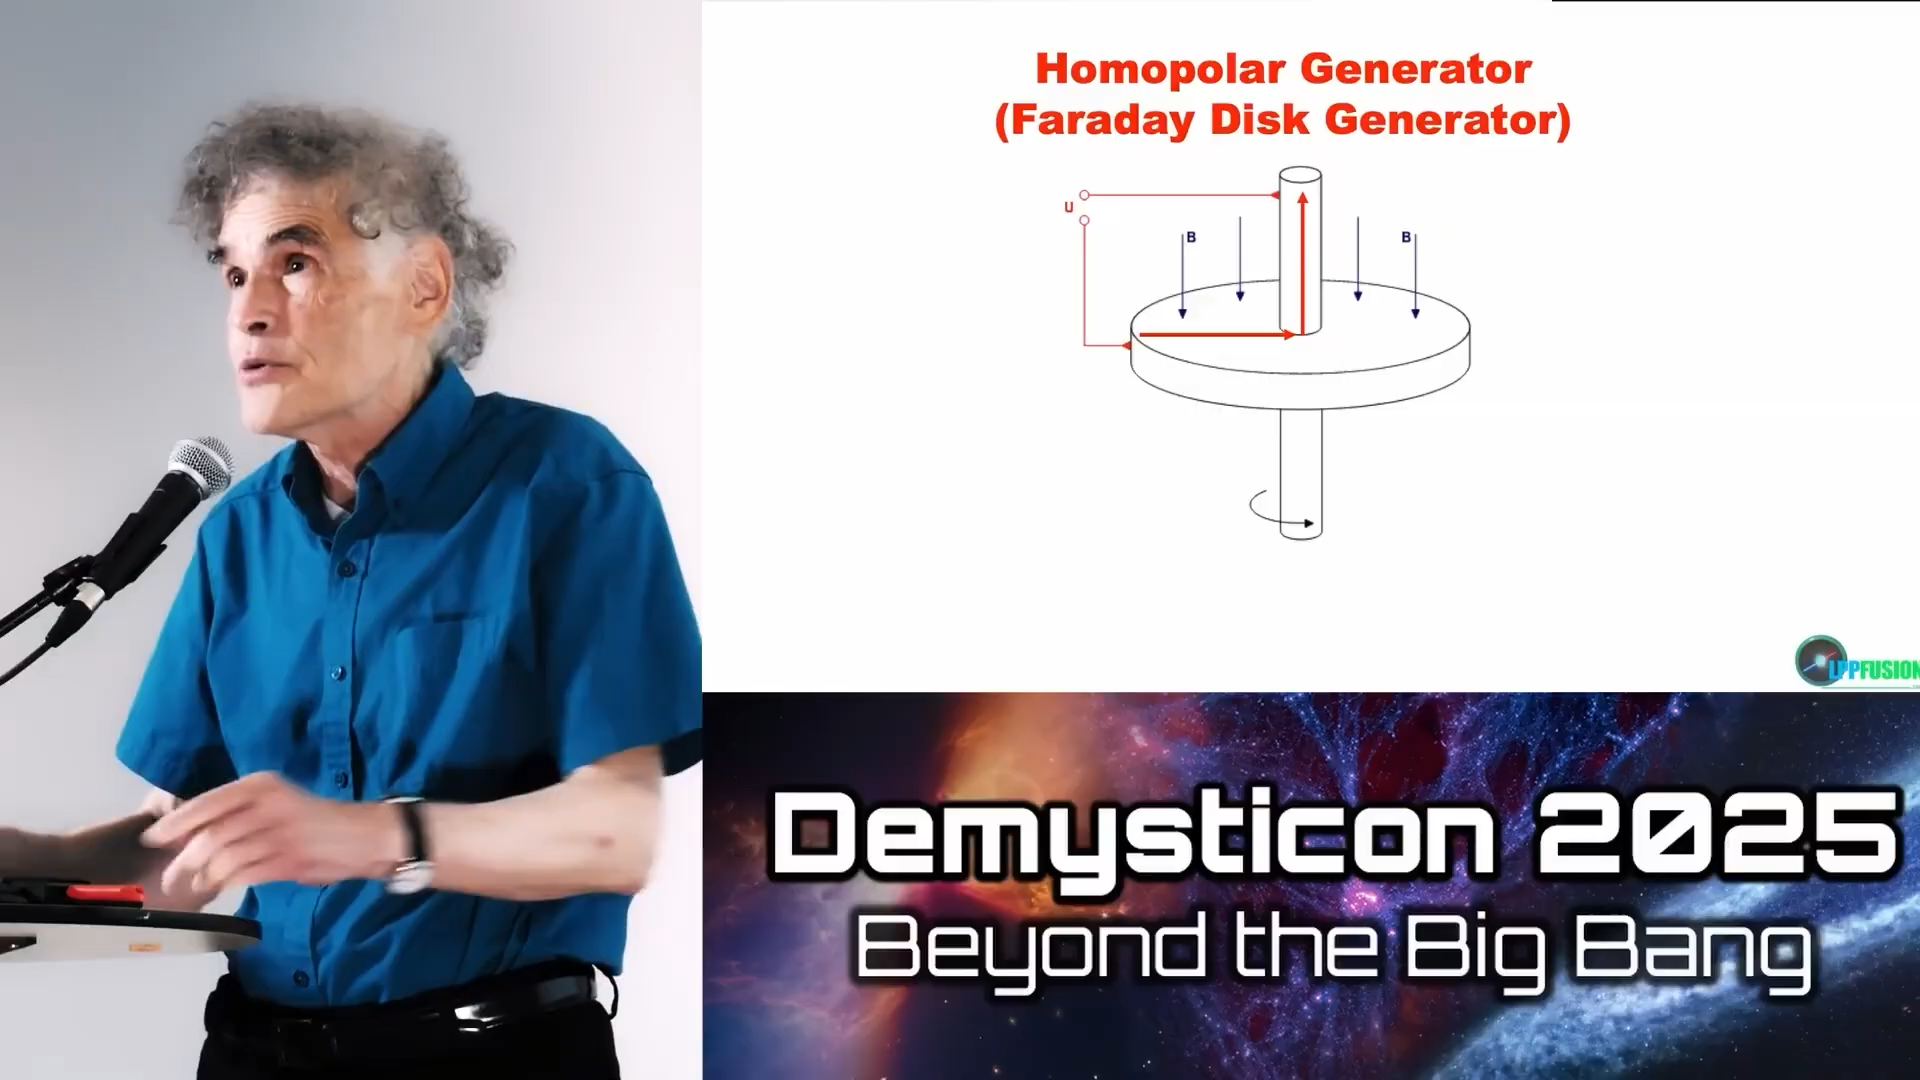 Homopolar Generator
(Faraday Disk Generator)
U
B
B
LPPFUSION
Demysticon 2025
Beyond the Big Bang